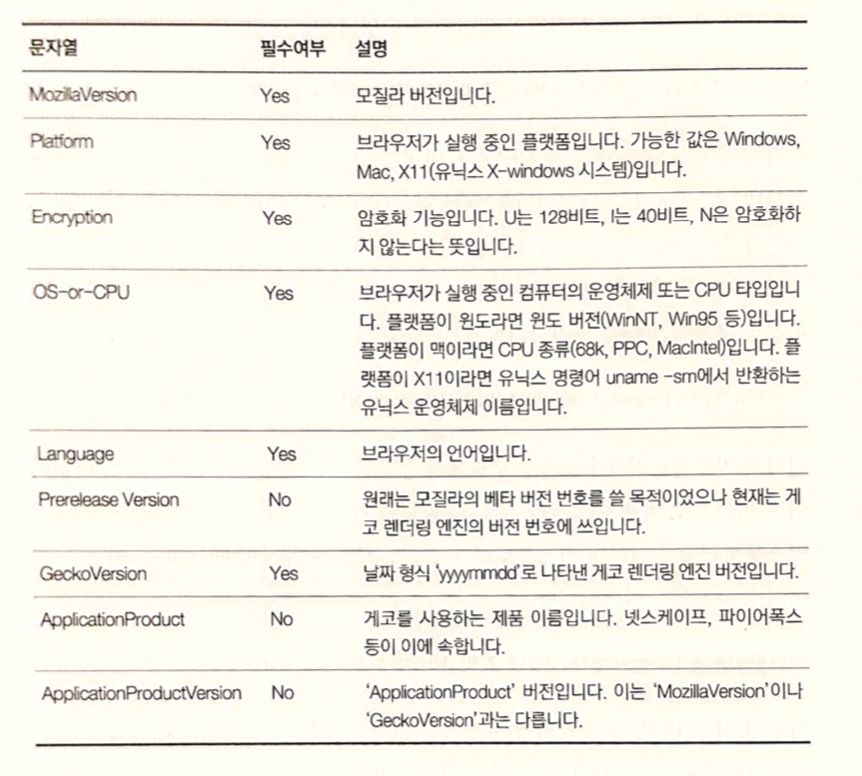 문자열 필수여부 설명
MozillaVersion Yes 모질라 버전입니다.
Platform Yes 브라우저가 실행 중인 플랫폼입니다. 가능한 값은 Windows,
Mac, X11(유닉스 X-windows 시스템)입니다.
Encryption Yes 암호화 기능입니다. U는 128비트, I는 40비트, N은 암호화하
지 않는다는 뜻입니다.
OS-or-CPU Yes 브라우저가 실행 중인 컴퓨터의 운영체제 또는 CPU 타입입니
다. 플랫폼이 윈도라면 윈도 버전(WinNT, Win95 등)입니다.
플랫폼이 맥이라면 CPU 종류(68k, PPC, MacIntel)입니다. 플
랫폼이 X11이라면 유닉스 명령어 uname -sm에서 반환하는
유닉스 운영체제 이름입니다.
Language Yes 브라우저의 언어입니다.
Prerelease Version No 원래는 모질라의 베타 버전 번호를 쓸 목적이었으나 현재는 게
코 렌더링 엔진의 버전 번호에 쓰입니다.
GeckoVersion Yes 날짜 형식 'yyyymmdd'로 나타낸 게코 렌더링 엔진 버전입니다.
ApplicationProduct No 게코를 사용하는 제품 이름입니다. 넷스케이프, 파이어폭스
등이 이에 속합니다.
ApplicationProductVersion No 'ApplicationProduct' 버전입니다. 이는 'MozillaVersion'이나
'GeckoVersion'과는 다릅니다.